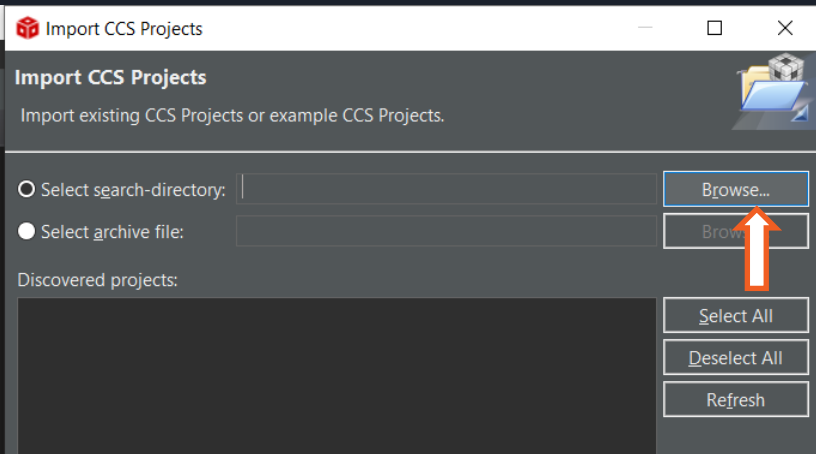 Import CCS Projects
Import CCS Projects
Import existing CCS Projects or example CCS Projects.
Select search-directory: Browse...
Select archive file:
Discovered projects:
Select All
Deselect All
Refresh